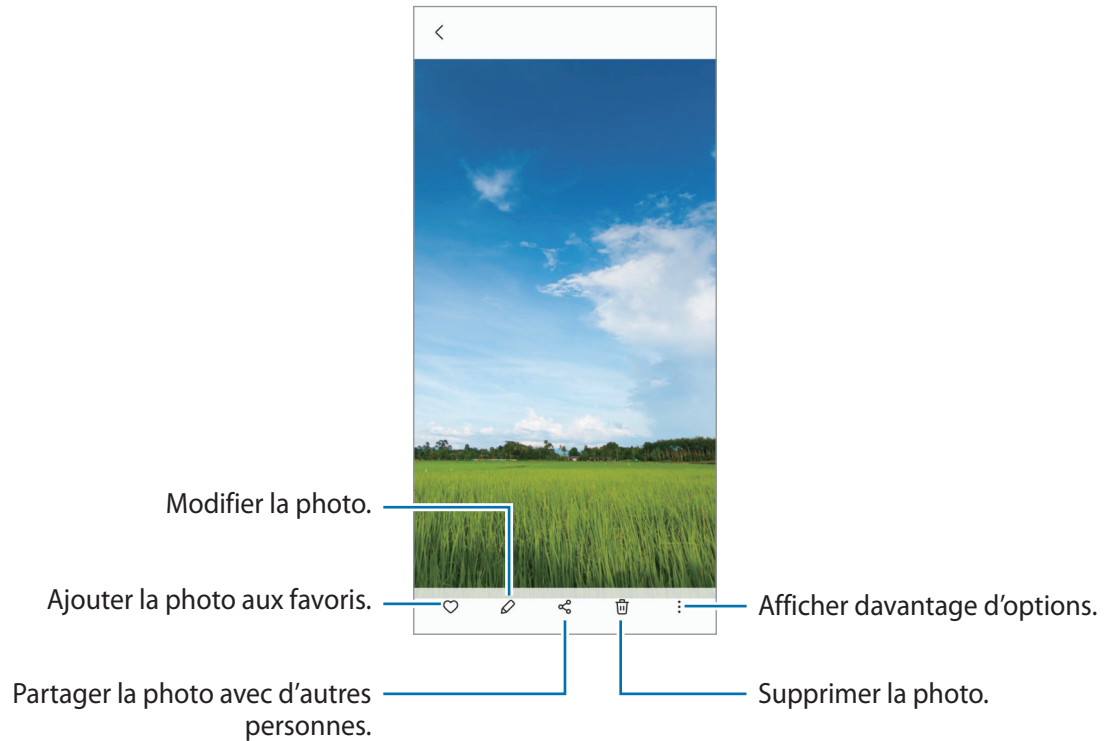 Modifier la photo.
Ajouter la photo aux favoris.
Afficher davantage d’options.
Partager la photo avec d’autres
personnes.
Supprimer la photo.